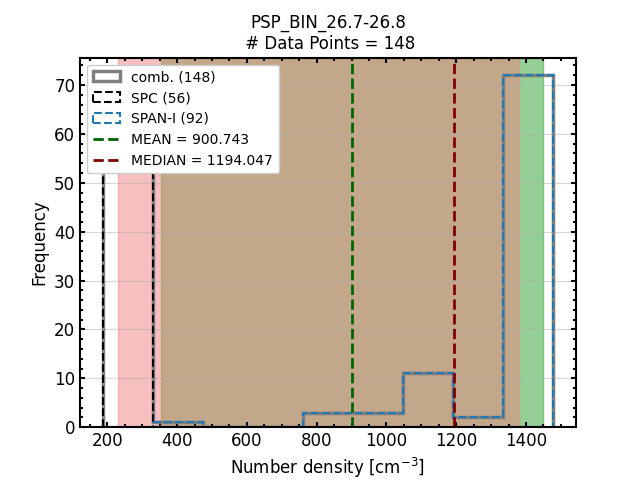 PSP_BIN_26.7-26.8
# Data Points = 148
comb. (148)
SPC (56)
SPAN-I (92)
MEAN = 900.743
MEDIAN = 1194.047
70
60
50
40
30
20
10
0
Frequency
200 400 600 800 1000 1200 1400
Number density [cm⁻³]